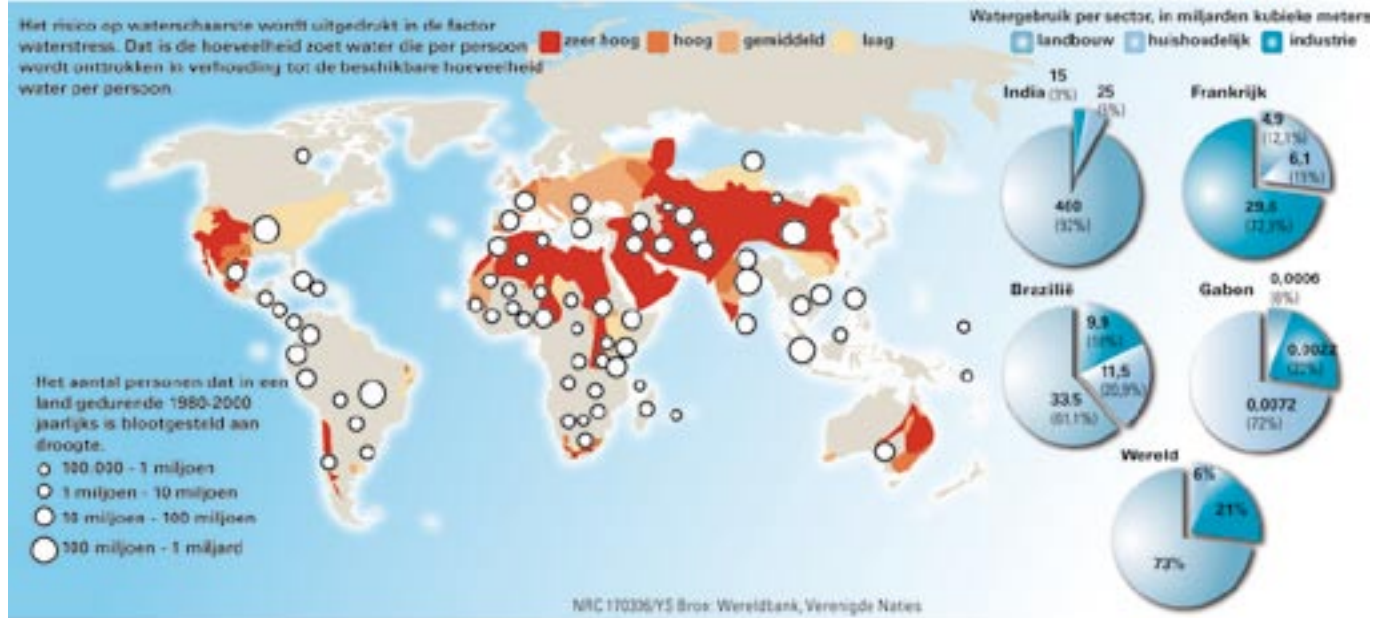 Het risico op waterschaarste wordt uitgedrukt in de factor
waterstress. Dat is de hoeveelheid zoet water die per persoon
wordt onttrokken in verhouding tot de beschikbare hoeveelheid
water per persoon.
zeer hoog hoog gemiddeld laag
Watergebruik per sector, in miljarden kubieke meters
landbouw huishoudelijk industrie
India
15
(3%)
25
(5%)
(92%)
Frankrijk
4,9
(12,3%)
6,1
(15%)
Brazilië
9,9
(18%)
11,5
(20,9%)
33,5
(61,1%)
Gabon
0,0006
(6%)
0,0022
(22%)
0,0072
(72%)
Wereld
6%
21%
73%
Het aantal personen dat in een
land gedurende 1980-2000
jaarlijks is blootgesteld aan
droogte.
100.000 - 1 miljoen
1 miljoen - 10 miljoen
10 miljoen - 100 miljoen
100 miljoen - 1 miljard
NRC 170306/YS Bron: Wereldbank, Verenigde Naties